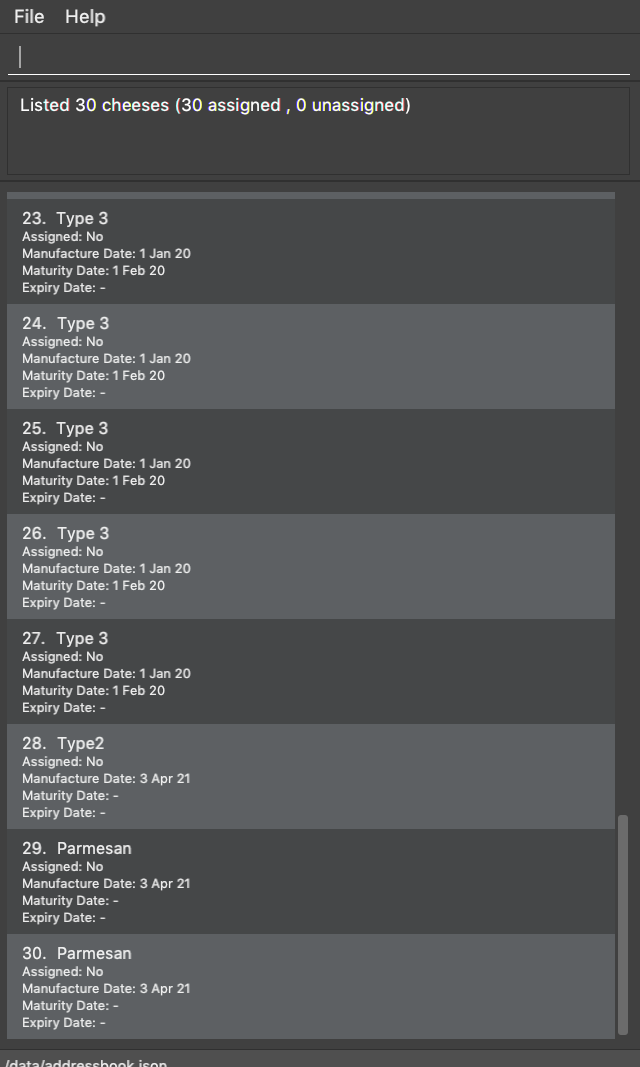 File Help
Listed 30 cheeses (30 assigned , 0 unassigned)
23. Type 3
Assigned: No
Manufacture Date: 1 Jan 20
Maturity Date: 1 Feb 20
Expiry Date: -
24. Type 3
Assigned: No
Manufacture Date: 1 Jan 20
Maturity Date: 1 Feb 20
Expiry Date: -
25. Type 3
Assigned: No
Manufacture Date: 1 Jan 20
Maturity Date: 1 Feb 20
Expiry Date: -
26. Type 3
Assigned: No
Manufacture Date: 1 Jan 20
Maturity Date: 1 Feb 20
Expiry Date: -
27. Type 3
Assigned: No
Manufacture Date: 1 Jan 20
Maturity Date: 1 Feb 20
Expiry Date: -
28. Type2
Assigned: No
Manufacture Date: 3 Apr 21
Maturity Date: -
Expiry Date: -
29. Parmesan
Assigned: No
Manufacture Date: 3 Apr 21
Maturity Date: -
Expiry Date: -
30. Parmesan
Assigned: No
Manufacture Date: 3 Apr 21
Maturity Date: -
Expiry Date: -
/data/addressbook.json